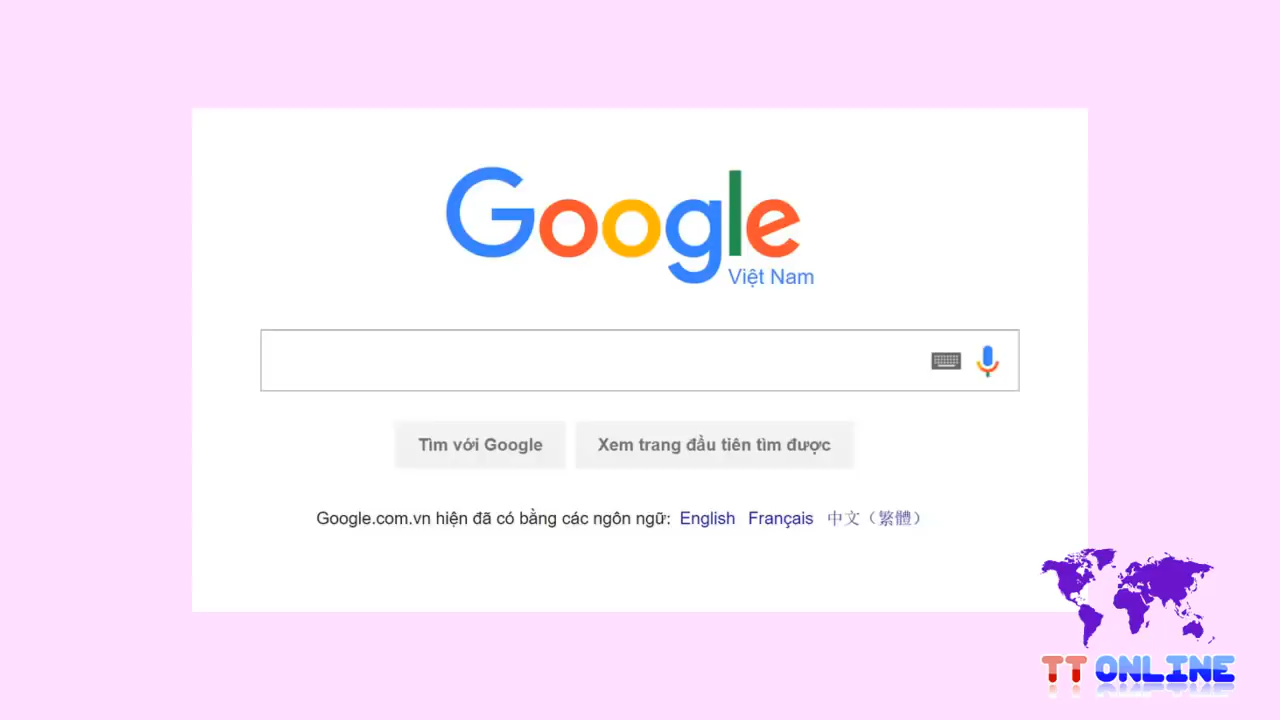 Google
Việt Nam
Tìm với Google
Xem trang đầu tiên tìm được
Google.com.vn hiện đã có bằng các ngôn ngữ: English Français 中文（繁體）
TT ONLINE